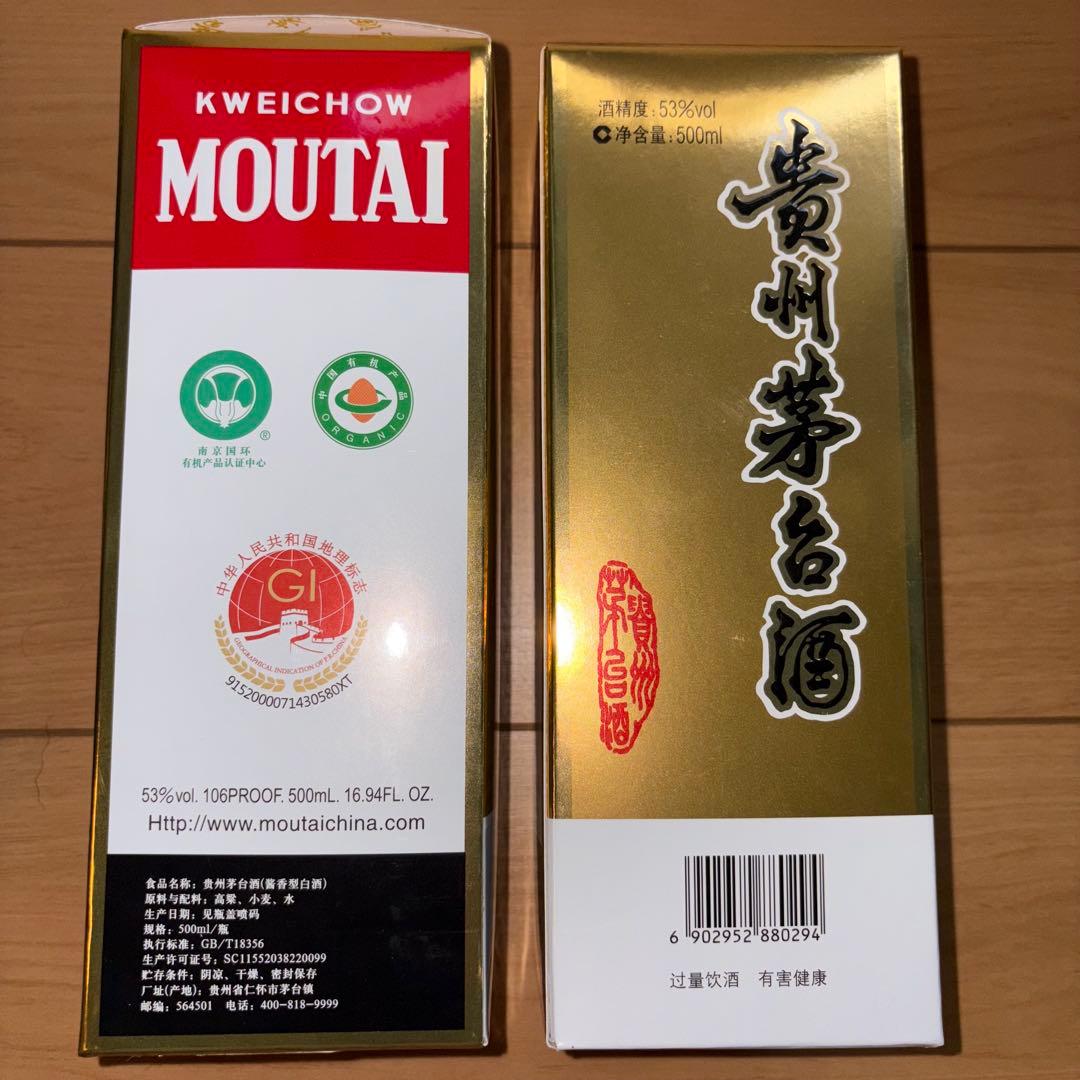 KWEICHOW
MOUTAI
南京国环
有机产品认证中心
®
中国有机产品
ORGANIC
中华人民共和国地理标志
GI
GEOGRAPHICAL INDICATION OF P.R.CHINA
915200007143058​0XT
53%vol. 106PROOF. 500mL. 16.94FL. OZ.
Http://www.moutaichina.com
食品名称：贵州茅台酒(酱香型白酒)
原料与配料：高粱、小麦、水
生产日期：见瓶盖喷码
规格：500ml/瓶
执行标准：GB/T18356
生产许可证号：SC11552038220099
贮存条件：阴凉、干燥、密封保存
厂址(产地)：贵州省仁怀市茅台镇
邮编：564501 电话：400-818-9999
酒精度：53%vol
净含量：500ml
贵州茅台酒
貴州
茅台酒
6 902952 880294
过量饮酒 有害健康